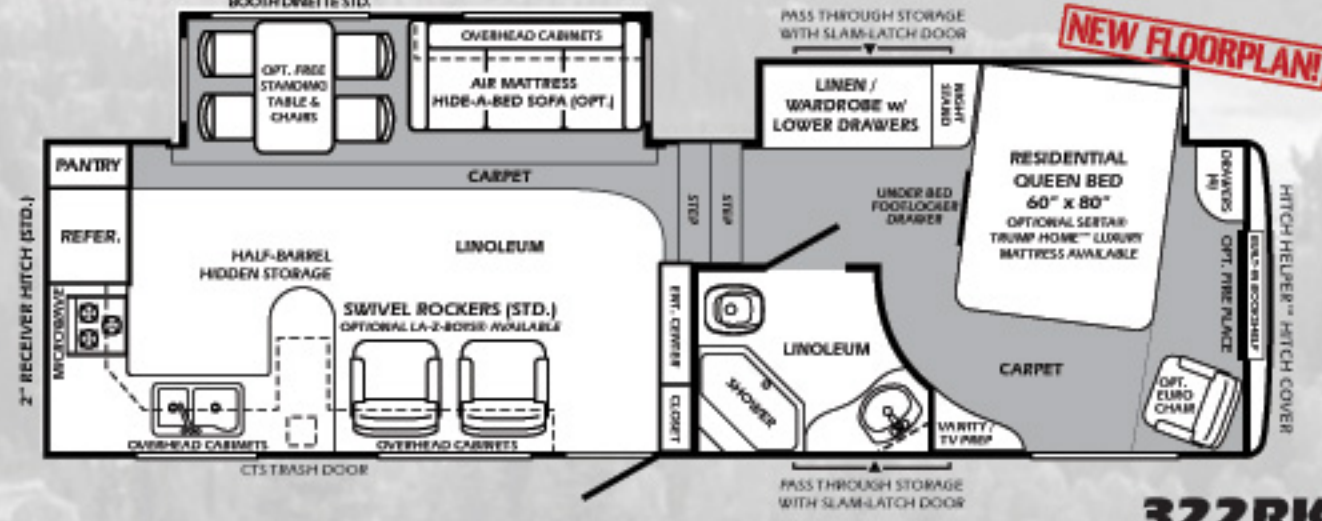 BOOTH DINETTE STD.
PASS THROUGH STORAGE
WITH SLAM-LATCH DOOR
NEW FLOORPLAN!
OPT. FREE
STANDING
TABLE &
CHAIRS
OVERHEAD CABINETS
AIR MATTRESS
HIDE-A-BED SOFA (OPT.)
LINEN /
WARDROBE w/
LOWER DRAWERS
NIGHT
STAND
RESIDENTIAL
QUEEN BED
60" x 80"
OPTIONAL SERTA®
TRUMP HOME™ LUXURY
MATTRESS AVAILABLE
UNDER BED
FOOTLOCKER
DRAWER
DRAWERS
(4)
PANTRY
CARPET
STEP
STEP
2" RECEIVER HITCH (STD.)
REFER.
LINOLEUM
HALF-BARREL
HIDDEN STORAGE
SWIVEL ROCKERS (STD.)
OPTIONAL LA-Z-BOYS® AVAILABLE
MICROWAVE
ENT. CENTER
CLOSET
LINOLEUM
SHOWER
OPT. FIRE PLACE
BUILT-IN BOOKSHELF
HITCH HELPER™ HITCH COVER
CARPET
OPT.
EURO
CHAIR
VANITY /
TV PREP
OVERHEAD CABINETS
OVERHEAD CABINETS
CTS TRASH DOOR
PASS THROUGH STORAGE
WITH SLAM-LATCH DOOR
322RK